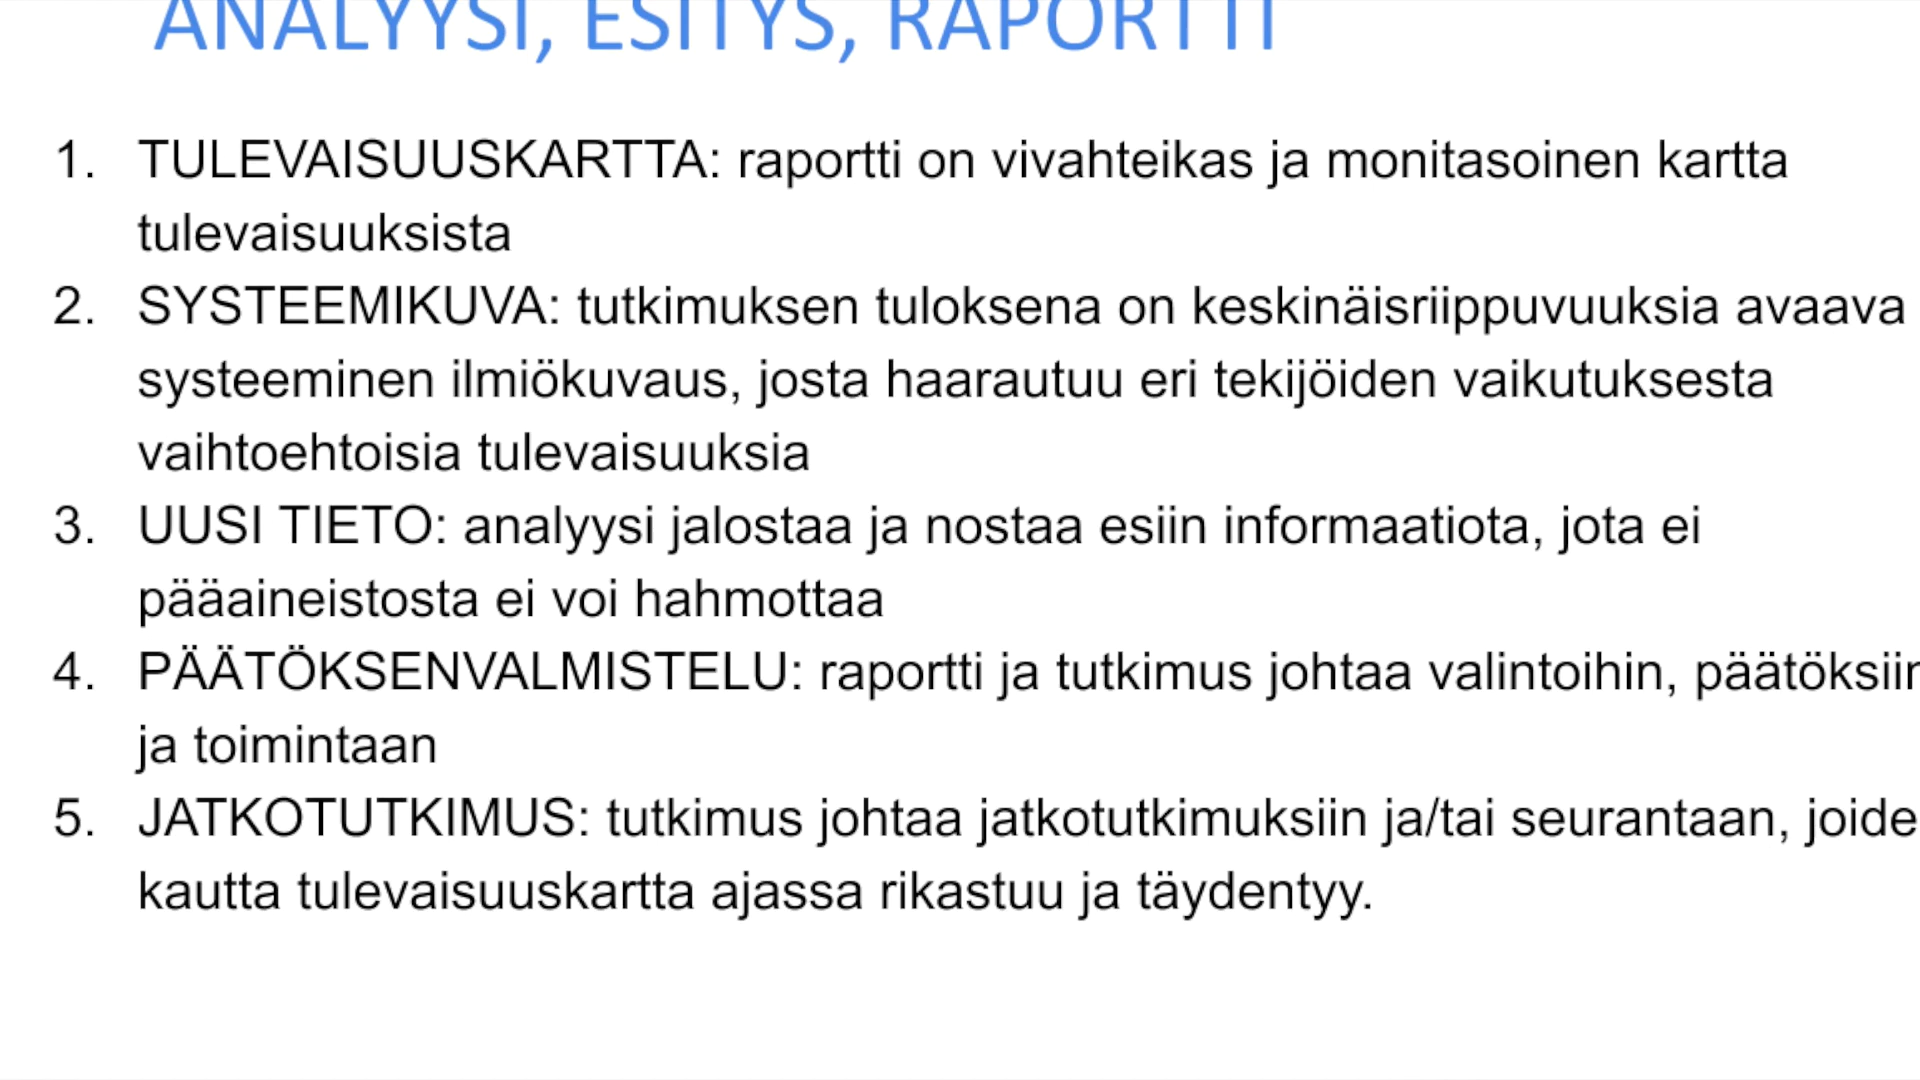 ANALYYSI, ESITYS, RAPORTTI
1. TULEVAISUUSKARTTA: raportti on vivahteikas ja monitasoinen kartta
tulevaisuuksista
2. SYSTEEMIKUVA: tutkimuksen tuloksena on keskinäisriippuvuuksia avaava
systeeminen ilmiökuvaus, josta haarautuu eri tekijöiden vaikutuksesta
vaihtoehtoisia tulevaisuuksia
3. UUSI TIETO: analyysi jalostaa ja nostaa esiin informaatiota, jota ei
pääaineistosta ei voi hahmottaa
4. PÄÄTÖKSENVALMISTELU: raportti ja tutkimus johtaa valintoihin, päätöksiin
ja toimintaan
5. JATKOTUTKIMUS: tutkimus johtaa jatkotutkimuksiin ja/tai seurantaan, joide
kautta tulevaisuuskartta ajassa rikastuu ja täydentyy.